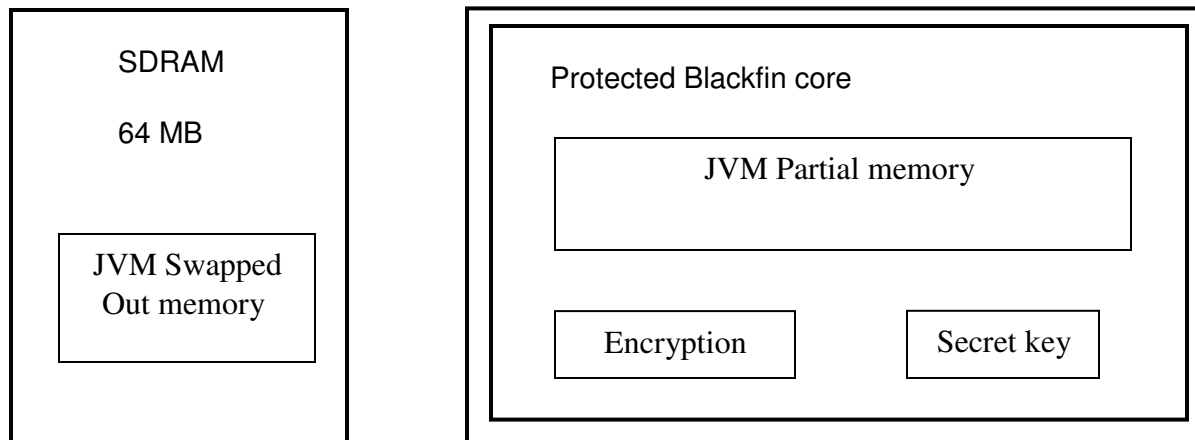 SDRAM
64 MB
JVM Swapped
Out memory
Protected Blackfin core
JVM Partial memory
Encryption
Secret key